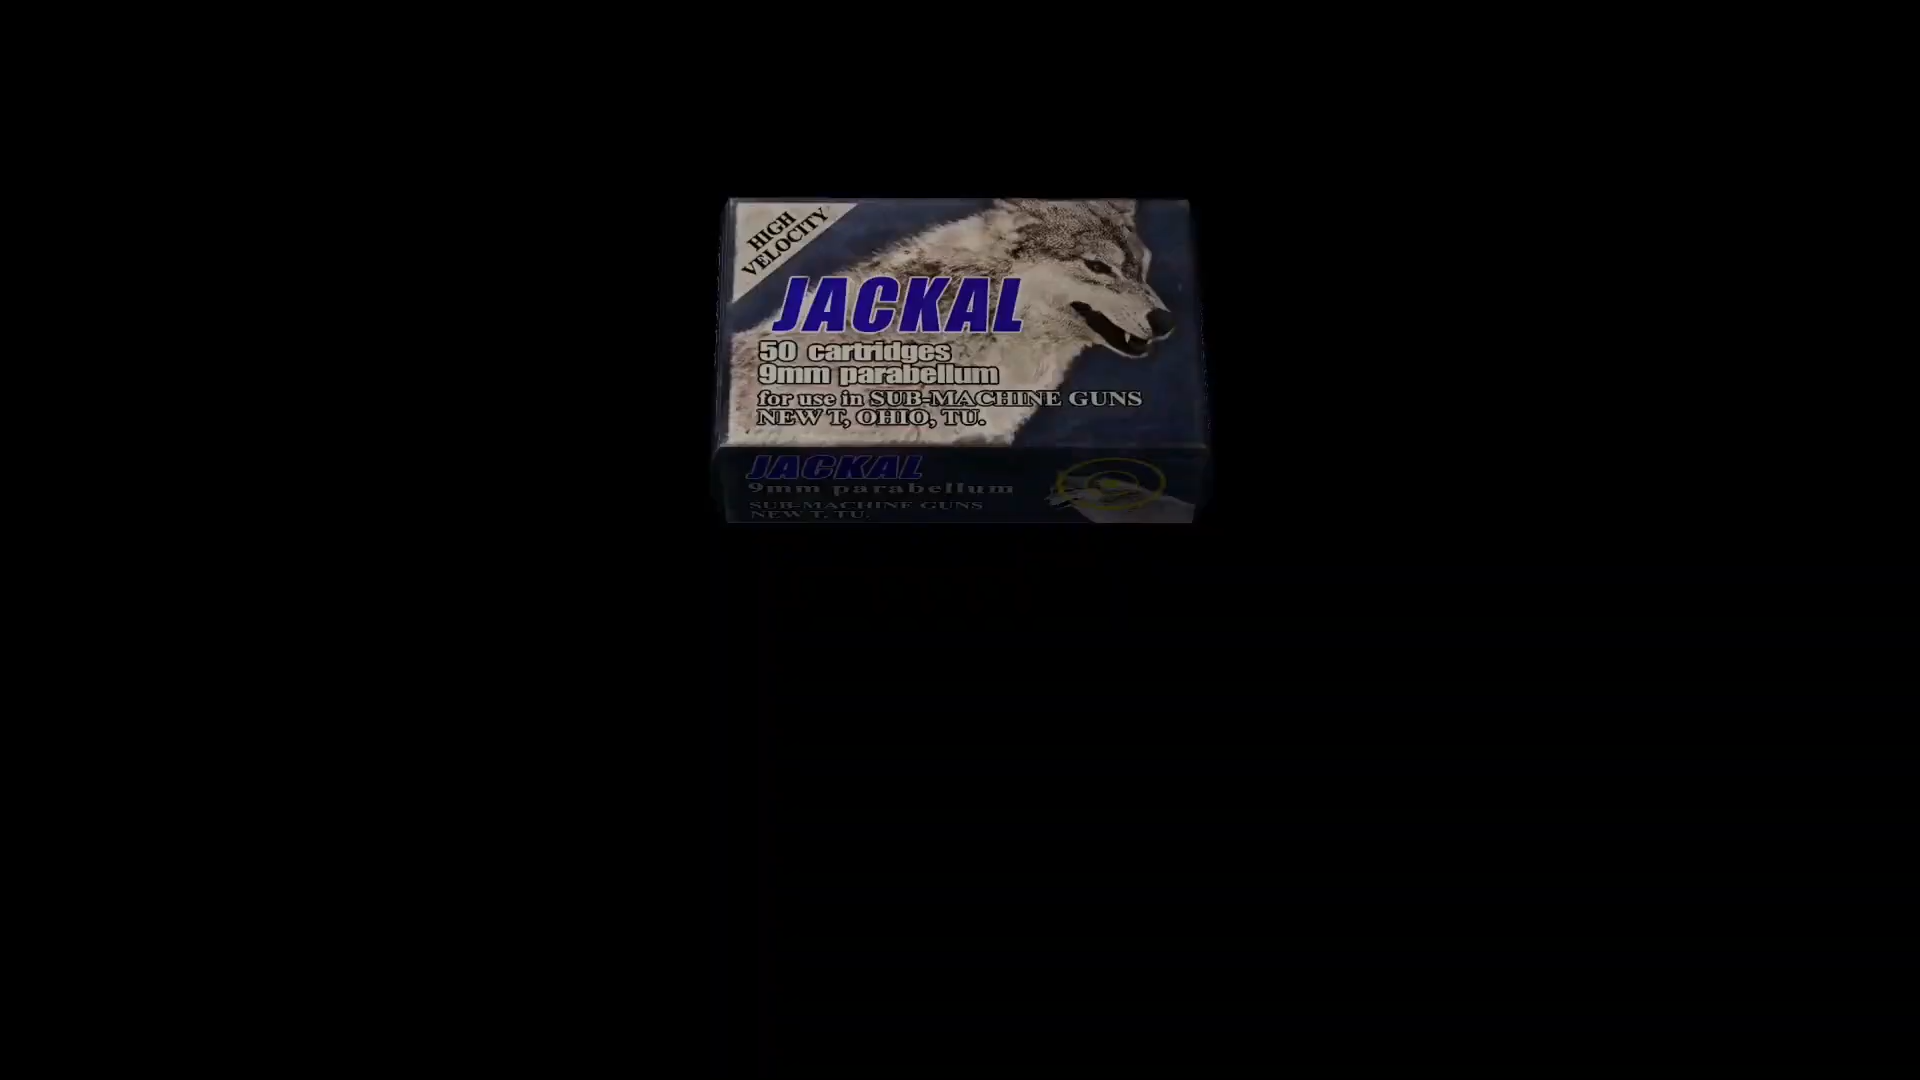 HIGH
VELOCITY
JACKAL
50 cartridges
9mm parabellum
for use in SUB-MACHINE GUNS
NEW T, OHIO, TU.
JACKAL
9mm parabellum
SUB-MACHINE GUNS
NEW T, TU.